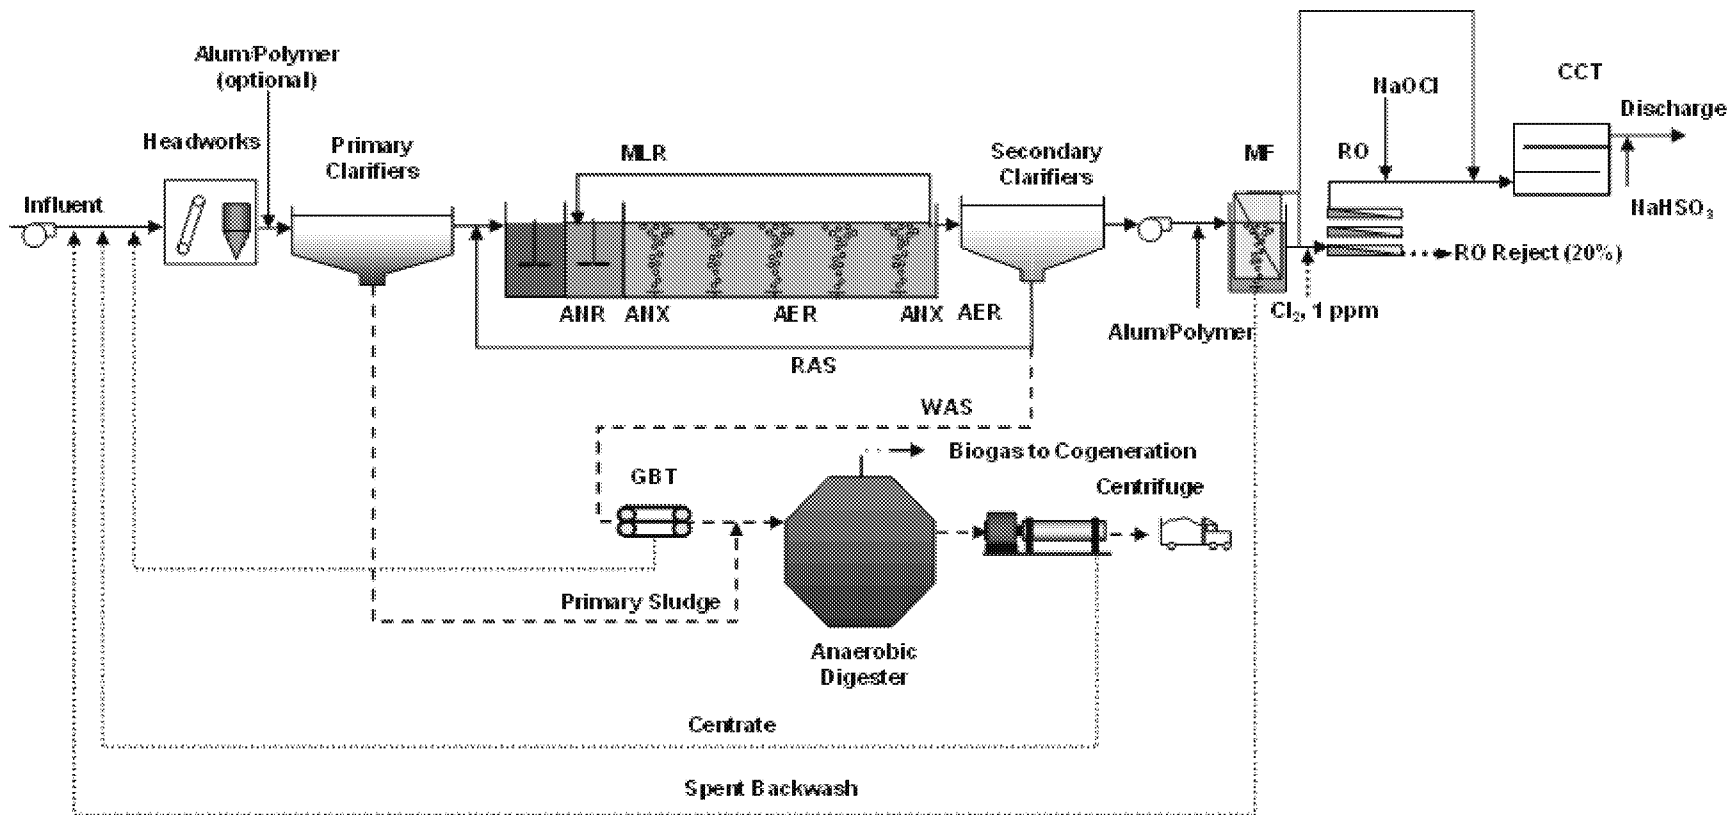 Alum/Polymer
(optional)
Headworks
Primary
Clarifiers
MLR
Secondary
Clarifiers
MF
NaOCl
RO
CCT
Discharge
Influent
NaHSO3
RO Reject (20%)
ANR
ANX
AER
ANX
AER
Alum/Polymer
Cl2, 1 ppm
RAS
WAS
Biogas to Cogeneration
GBT
Centrifuge
Primary Sludge
Anaerobic
Digester
Centrate
Spent Backwash